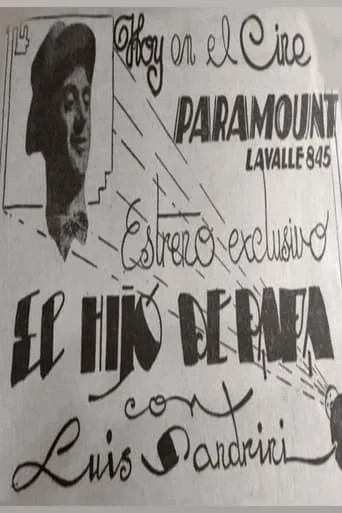 Hoy en el Cine
PARAMOUNT
LAVALLE 845
Estreno exclusivo
EL HIJO DE PAPA
con
Luis Sandrini